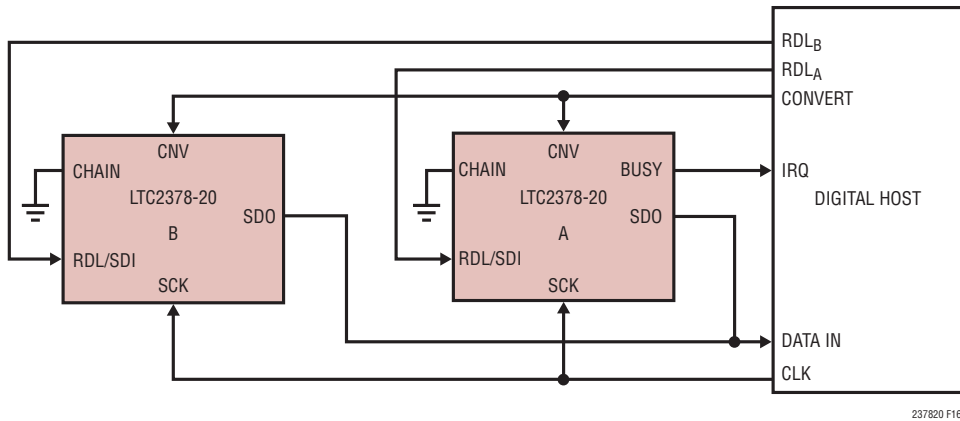 RDLB
RDLA
CONVERT
CNV
CHAIN
LTC2378-20
SDO
B
RDL/SDI
SCK
CNV
CHAIN
BUSY
LTC2378-20
SDO
A
RDL/SDI
SCK
IRQ
DIGITAL HOST
DATA IN
CLK
237820 F16